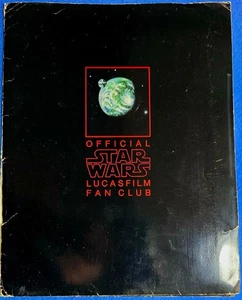 OFFICIAL
STAR
WARS
LUCASFILM
FAN CLUB